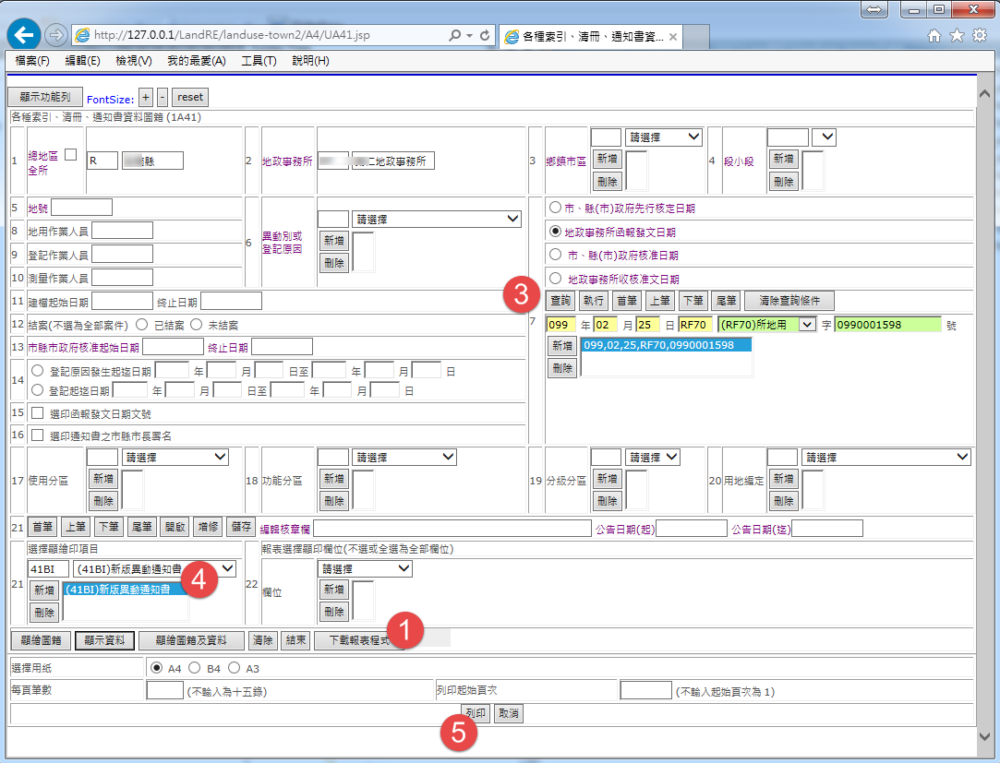 http://127.0.0.1/LandRE/landuse-town2/A4/UA41.jsp
各種索引、清冊、通知書資...
檔案(F) 編輯(E) 檢視(V) 我的最愛(A) 工具(T) 說明(H)
顯示功能列 FontSize: + - reset
各種索引、清冊、通知書資料圖籍 (1A41)
1 總地區全所 R 縣 2 地政事務所 仁地政事務所 3 鄉鎮市區 請選擇 新增 刪除 4 段小段 新增 刪除
5 地號
8 地用作業人員
9 登記作業人員
10 測量作業人員
6 異動別或登記原因 請選擇 新增 刪除
市、縣(市)政府先行核定日期
地政事務所函報發文日期
市、縣(市)政府核准日期
地政事務所收核准文日期
11 建檔起始日期 終止日期
3
查詢 執行 首筆 上筆 下筆 尾筆 清除查詢條件
12 結案(不選為全部案件) 已結案 未結案
7 099 年 02 月 25 日 RF70 (RF70)所地用 字 0990001598 號
13 市縣市政府核准起始日期 終止日期
新增 099,02,25,RF70,0990001598
刪除
14 登記原因發生起迄日期 年 月 日至 年 月 日
登記起迄日期 年 月 日至 年 月 日
15 選印函報發文日期文號
16 選印通知書之市縣市長署名
17 使用分區 請選擇 新增 刪除 18 功能分區 請選擇 新增 刪除 19 分級分區 請選擇 新增 刪除 20 用地編定 請選擇 新增 刪除
21 首筆 上筆 下筆 尾筆 開啟 增修 儲存 編輯核章欄 公告日期(起) 公告日期(迄)
選擇顯繪印項目 報表選擇顯印欄位(不選或全選為全部欄位)
21 41BI (41BI)新版異動通知書
新增 (41BI)新版異動通知書
刪除
4
22 欄位 請選擇 新增 刪除
顯繪圖籍 顯示資料 顯繪圖籍及資料 清除 結束 下載報表程式
1
選擇用紙 A4 B4 A3
每頁筆數 (不輸入為十五錄) 列印起始頁次 (不輸入起始頁次為 1)
列印 取消
5